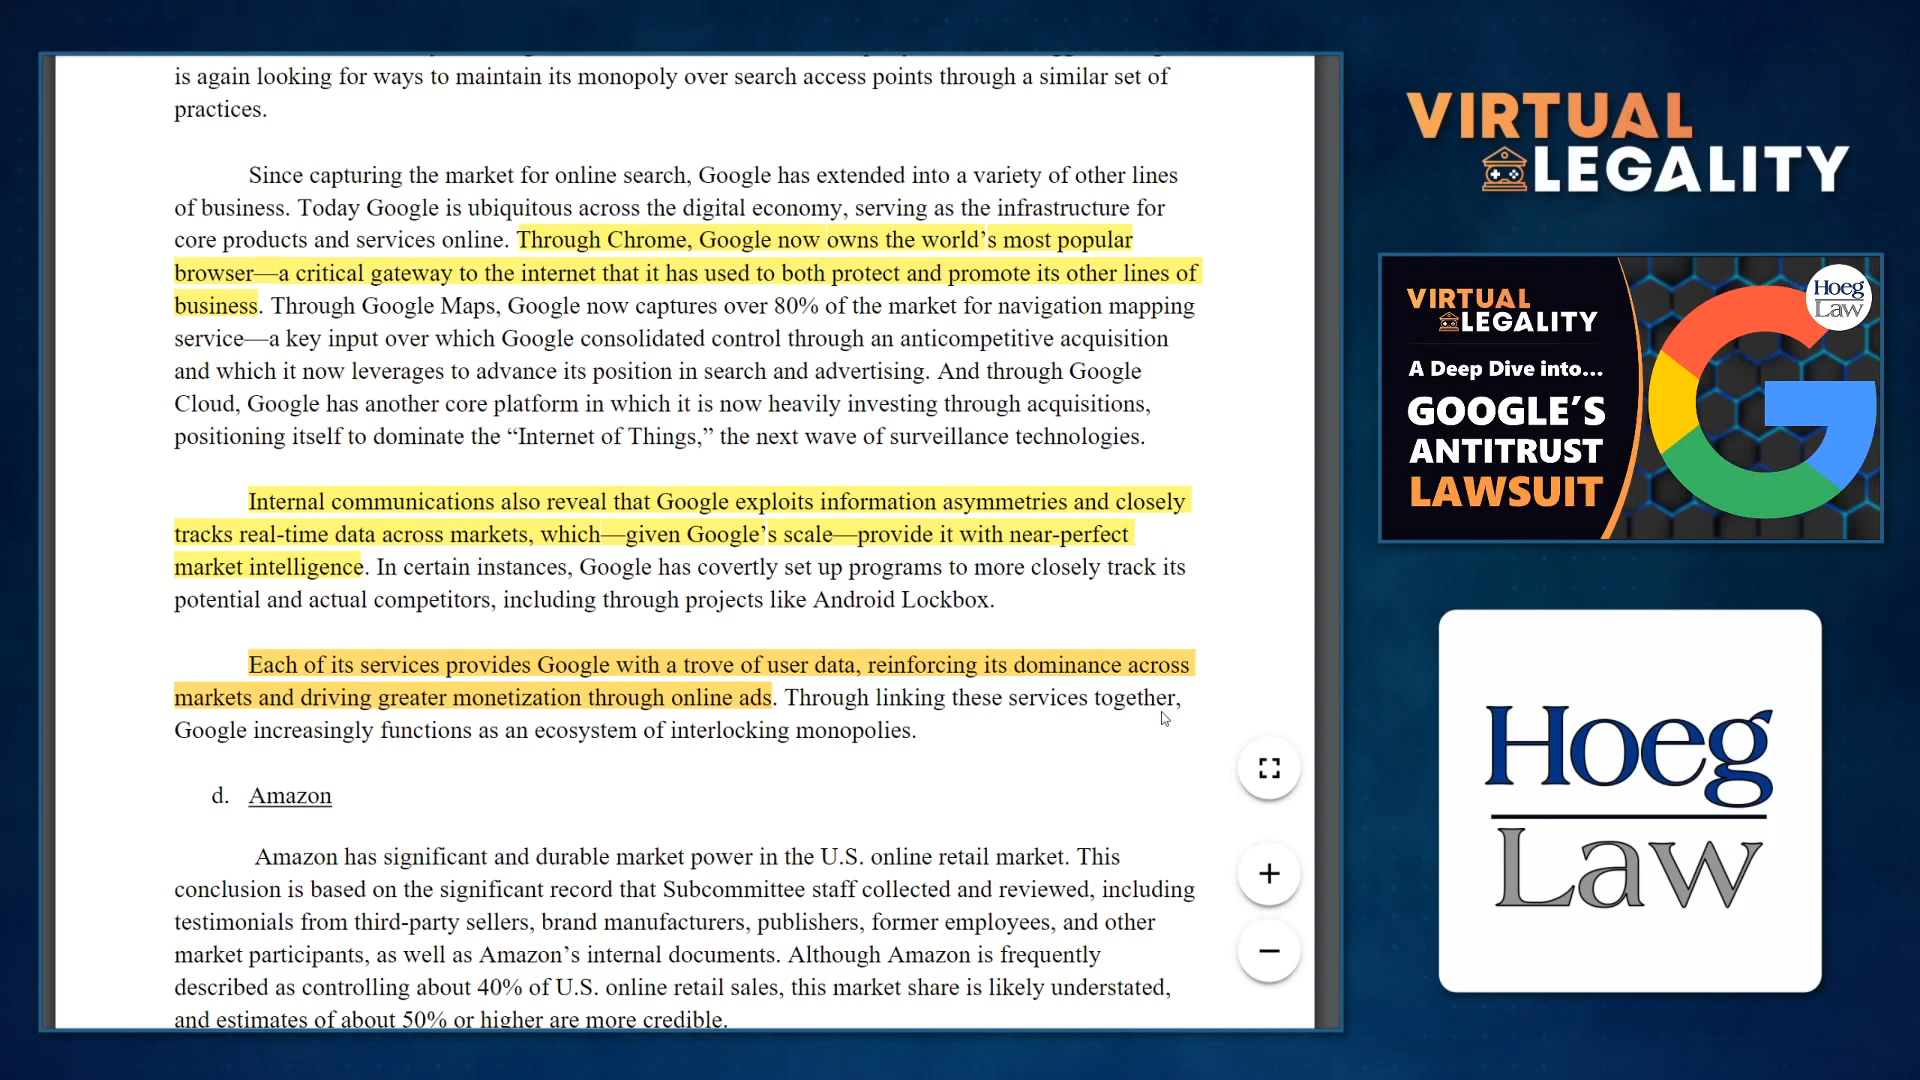 is again looking for ways to maintain its monopoly over search access points through a similar set of
practices.
Since capturing the market for online search, Google has extended into a variety of other lines
of business. Today Google is ubiquitous across the digital economy, serving as the infrastructure for
core products and services online. Through Chrome, Google now owns the world’s most popular
browser—a critical gateway to the internet that it has used to both protect and promote its other lines of
business. Through Google Maps, Google now captures over 80% of the market for navigation mapping
service—a key input over which Google consolidated control through an anticompetitive acquisition
and which it now leverages to advance its position in search and advertising. And through Google
Cloud, Google has another core platform in which it is now heavily investing through acquisitions,
positioning itself to dominate the “Internet of Things,” the next wave of surveillance technologies.
Internal communications also reveal that Google exploits information asymmetries and closely
tracks real-time data across markets, which—given Google’s scale—provide it with near-perfect
market intelligence. In certain instances, Google has covertly set up programs to more closely track its
potential and actual competitors, including through projects like Android Lockbox.
Each of its services provides Google with a trove of user data, reinforcing its dominance across
markets and driving greater monetization through online ads. Through linking these services together,
Google increasingly functions as an ecosystem of interlocking monopolies.
d. Amazon
Amazon has significant and durable market power in the U.S. online retail market. This
conclusion is based on the significant record that Subcommittee staff collected and reviewed, including
testimonials from third-party sellers, brand manufacturers, publishers, former employees, and other
market participants, as well as Amazon’s internal documents. Although Amazon is frequently
described as controlling about 40% of U.S. online retail sales, this market share is likely understated,
and estimates of about 50% or higher are more credible.
VIRTUAL
LEGALITY
VIRTUAL
LEGALITY
A Deep Dive into...
GOOGLE'S
ANTITRUST
LAWSUIT
Hoeg
Law
Hoeg
Law